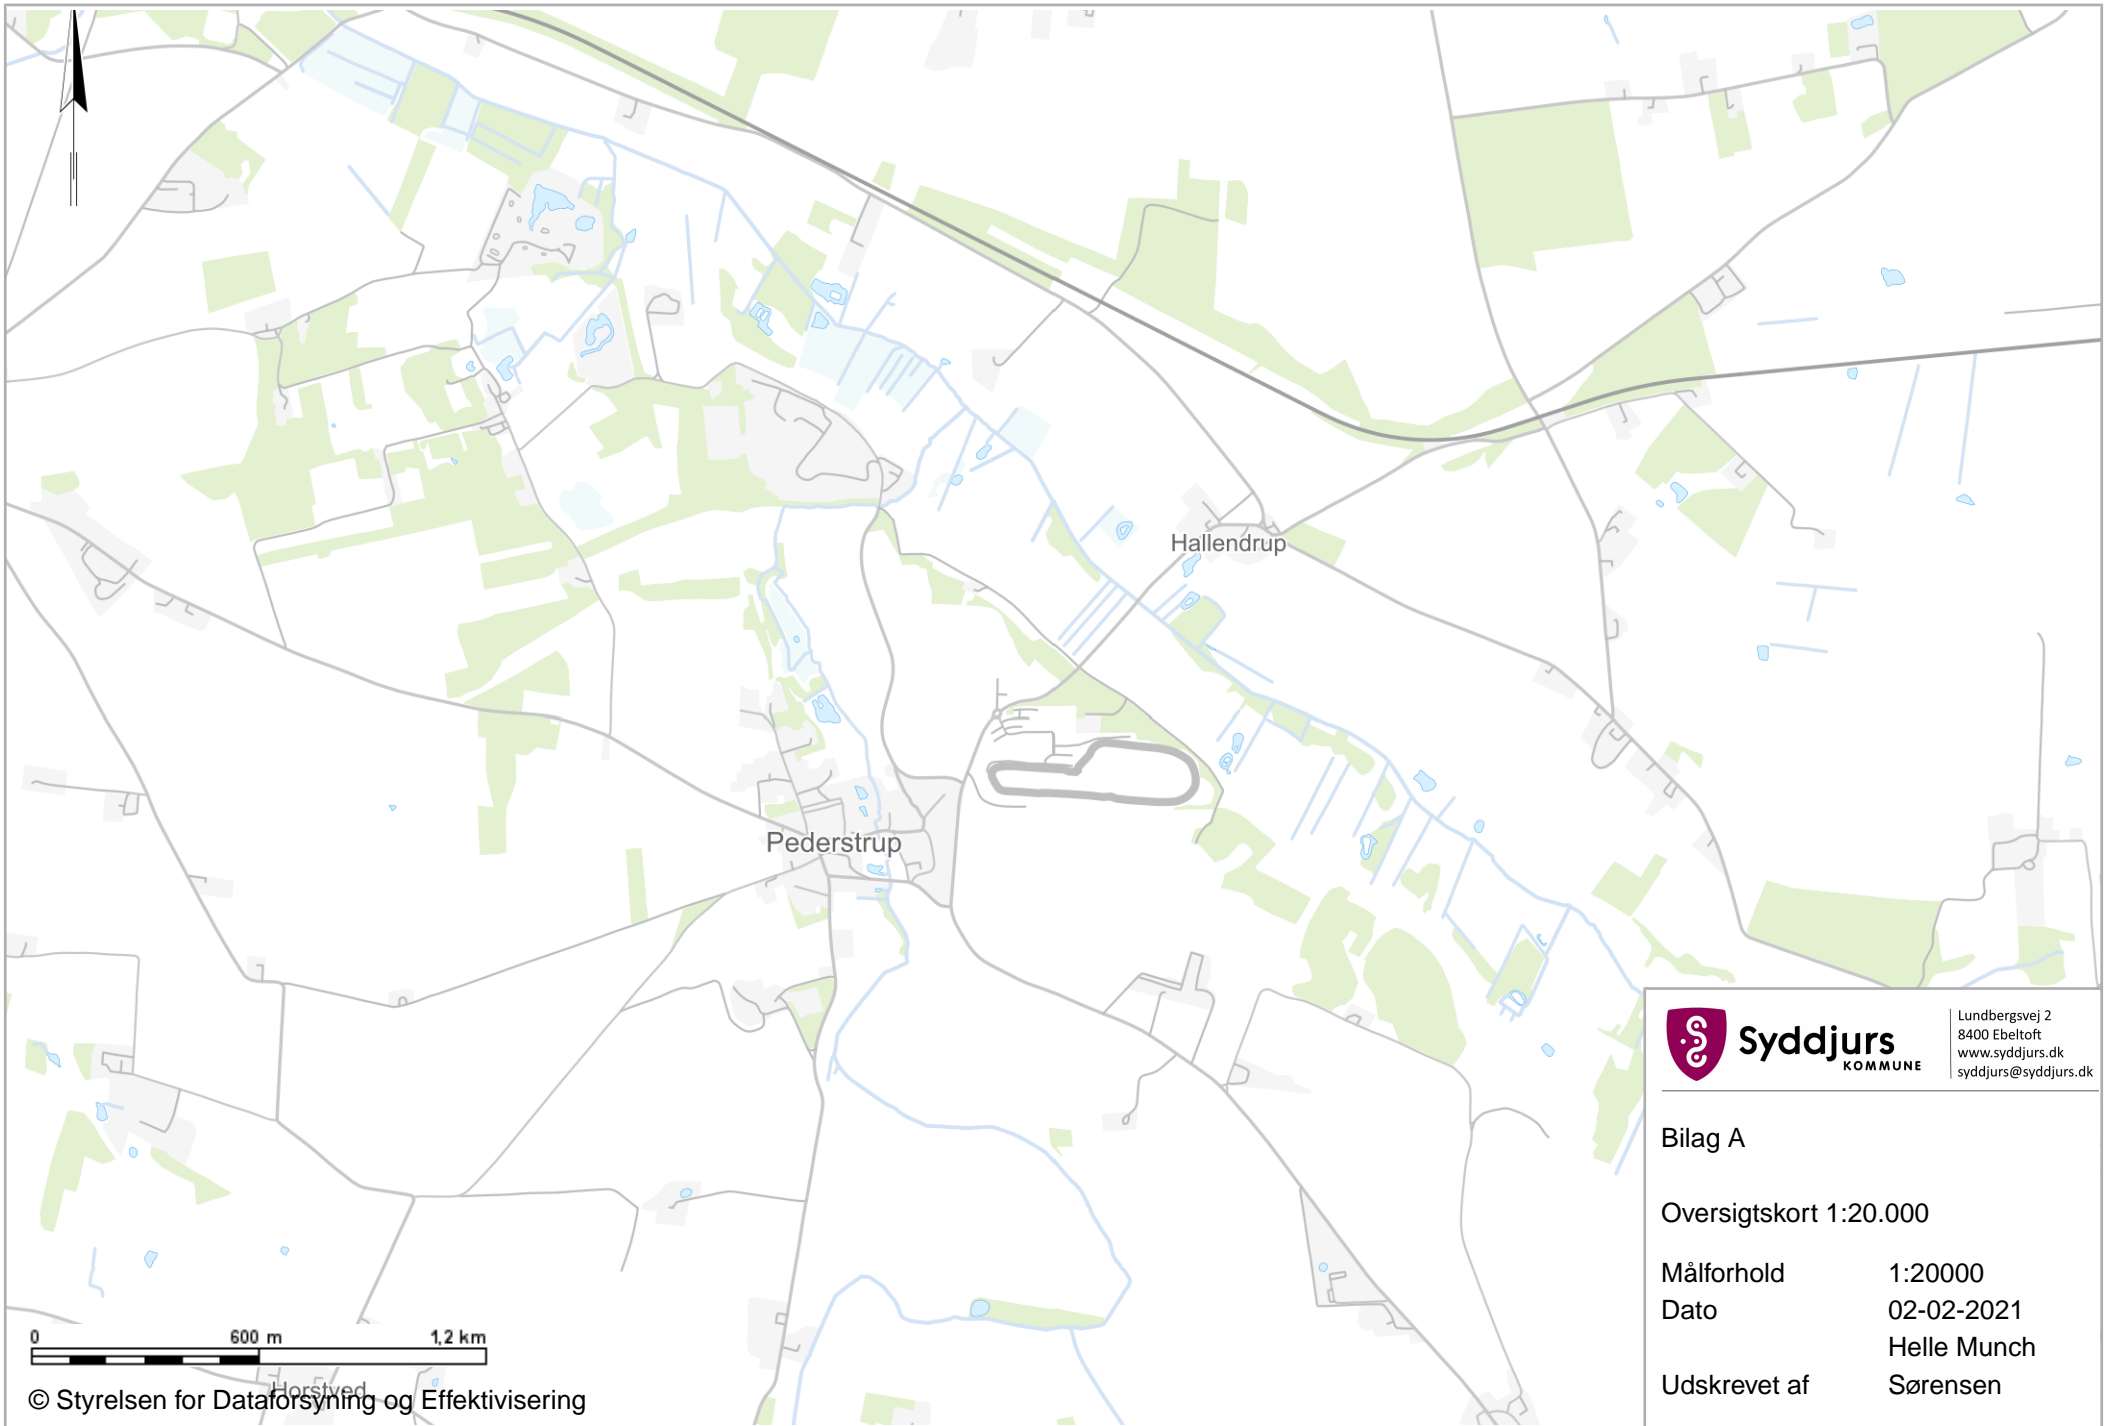 Hallendrup
Pederstrup
Syddjurs
KOMMUNE
Lundbergsvej 2
8400 Ebeltoft
www.syddjurs.dk
syddjurs@syddjurs.dk
Bilag A
Oversigtskort 1:20.000
Målforhold 1:20000
Dato 02-02-2021
Helle Munch
Udskrevet af Sørensen
0 600 m 1,2 km
Horstved
© Styrelsen for Dataforsyning og Effektivisering